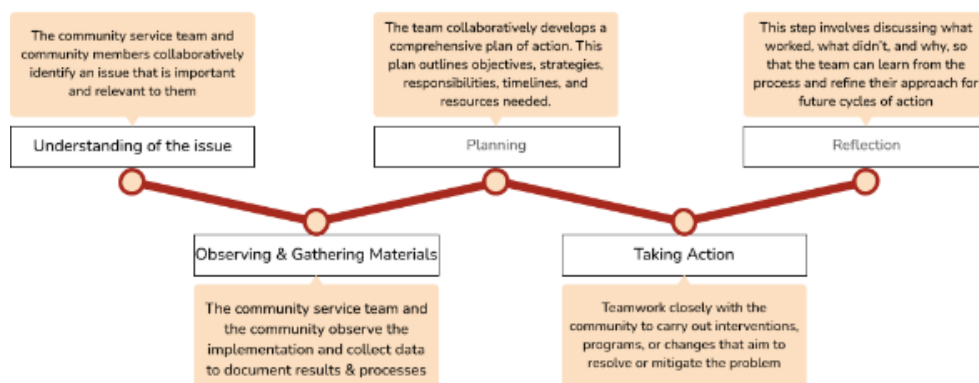 The community service team and
community members collaboratively
identify an issue that is important
and relevant to them
Understanding of the issue
The community service team and
the community observe the
implementation and collect data
to document results & processes
Observing & Gathering Materials
The team collaboratively develops a
comprehensive plan of action. This
plan outlines objectives, strategies,
responsibilities, timelines, and
resources needed.
Planning
Taking Action
Teamwork closely with the
community to carry out interventions,
programs, or changes that aim to
resolve or mitigate the problem
This step involves discussing what
worked, what didn't, and why, so
that the team can learn from the
process and refine their approach for
future cycles of action
Reflection